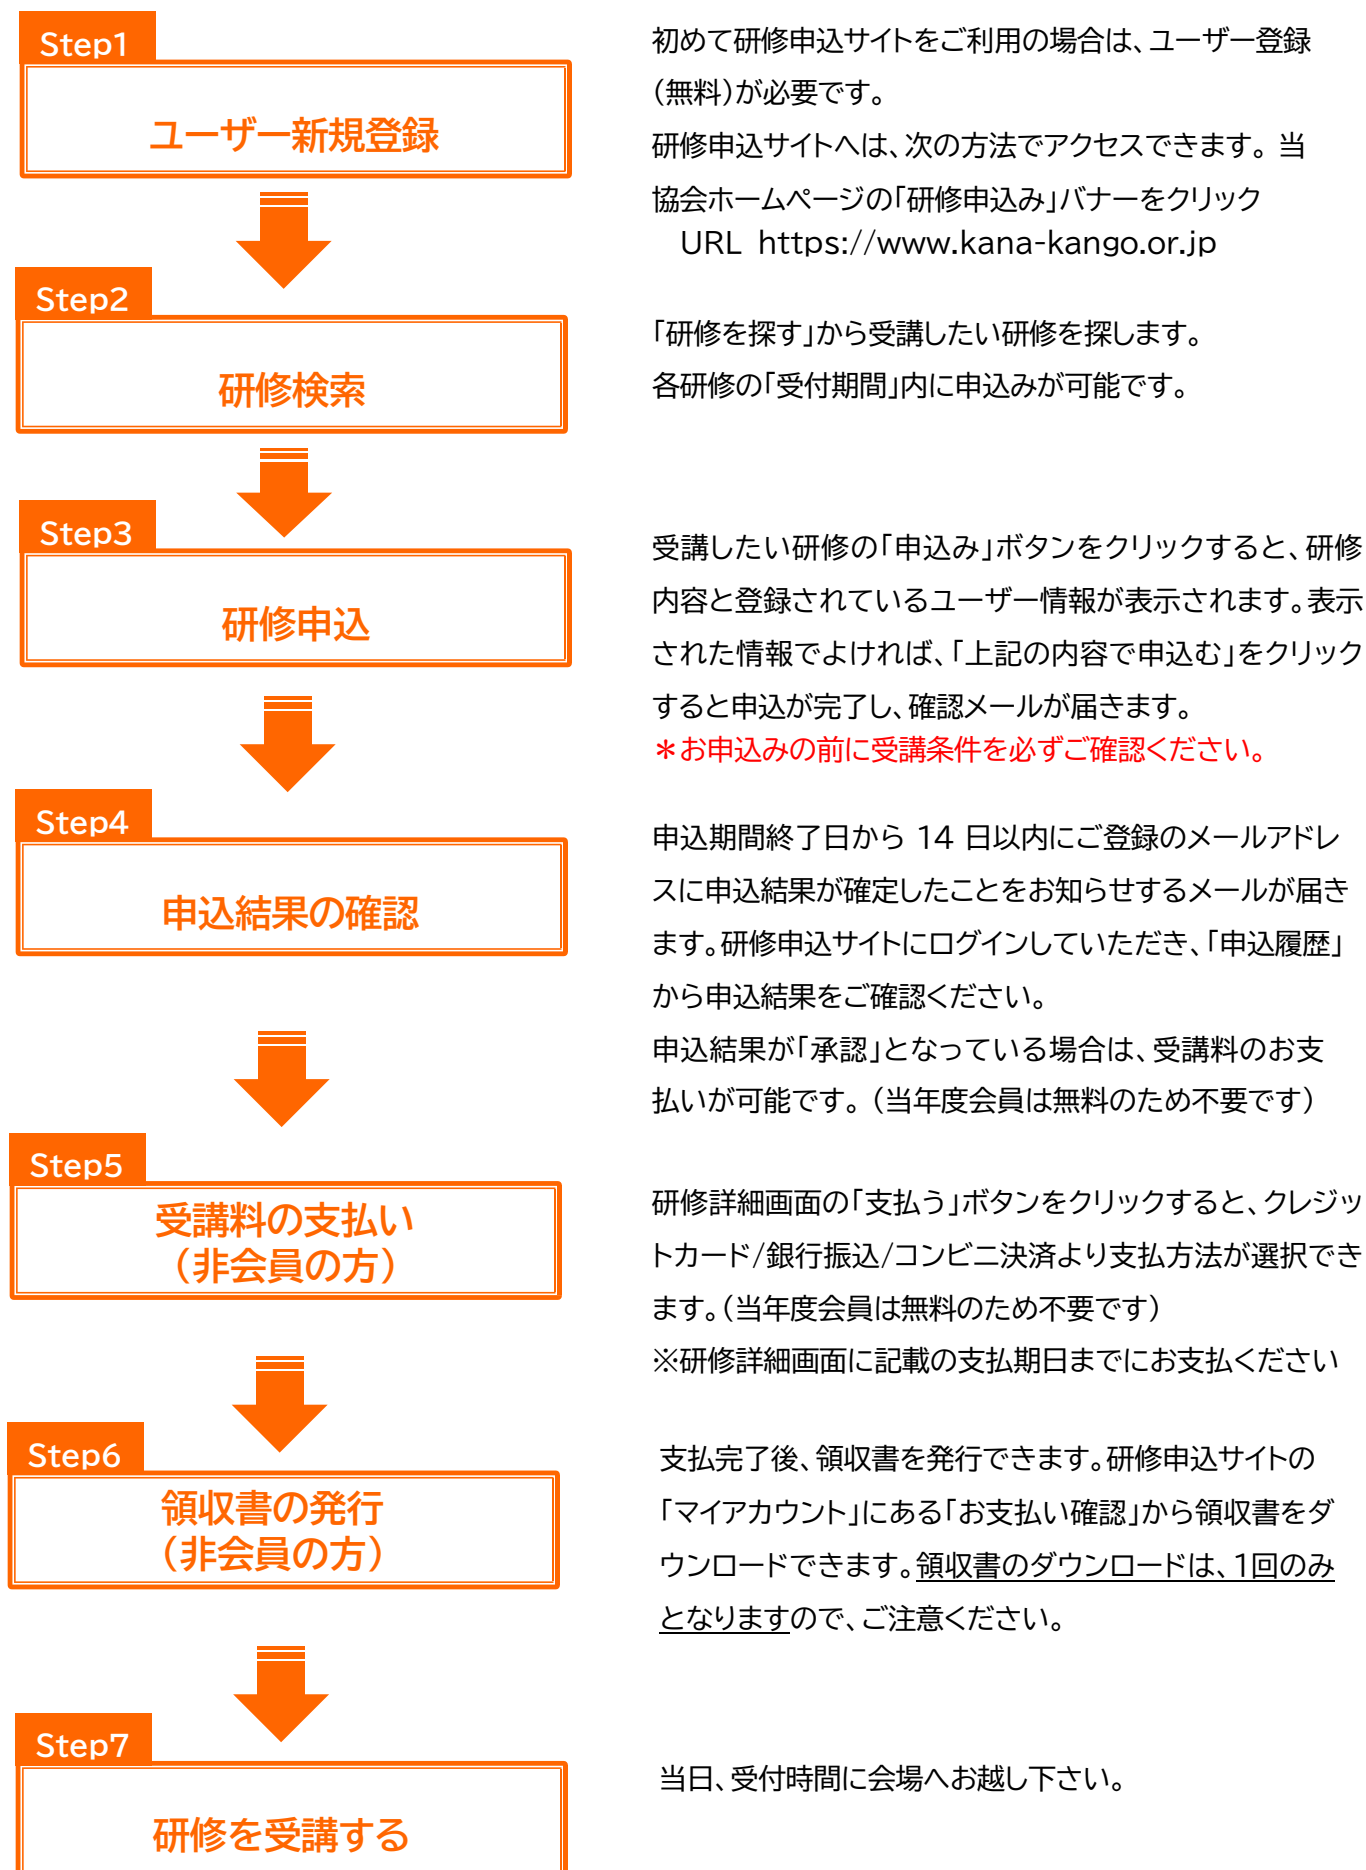 Step1
ユーザー新規登録
初めて研修申込サイトをご利用の場合は、ユーザー登録
（無料）が必要です。
研修申込サイトへは、次の方法でアクセスできます。当
協会ホームページの「研修申込み」バナーをクリック
URL https://www.kana-kango.or.jp
Step2
研修検索
「研修を探す」から受講したい研修を探します。
各研修の「受付期間」内に申込みが可能です。
Step3
研修申込
受講したい研修の「申込み」ボタンをクリックすると、研修
内容と登録されているユーザー情報が表示されます。表示
された情報でよければ、「上記の内容で申込む」をクリック
すると申込が完了し、確認メールが届きます。
＊お申込みの前に受講条件を必ずご確認ください。
Step4
申込結果の確認
申込期間終了日から 14 日以内にご登録のメールアドレ
スに申込結果が確定したことをお知らせするメールが届き
ます。研修申込サイトにログインしていただき、「申込履歴」
から申込結果をご確認ください。
申込結果が「承認」となっている場合は、受講料のお支
払いが可能です。（当年度会員は無料のため不要です）
Step5
受講料の支払い
（非会員の方）
研修詳細画面の「支払う」ボタンをクリックすると、クレジッ
トカード/銀行振込/コンビニ決済より支払方法が選択でき
ます。（当年度会員は無料のため不要です）
※研修詳細画面に記載の支払期日までにお支払ください
Step6
領収書の発行
（非会員の方）
支払完了後、領収書を発行できます。研修申込サイトの
「マイアカウント」にある「お支払い確認」から領収書をダ
ウンロードできます。領収書のダウンロードは、1回のみ
となりますので、ご注意ください。
Step7
研修を受講する
当日、受付時間に会場へお越し下さい。